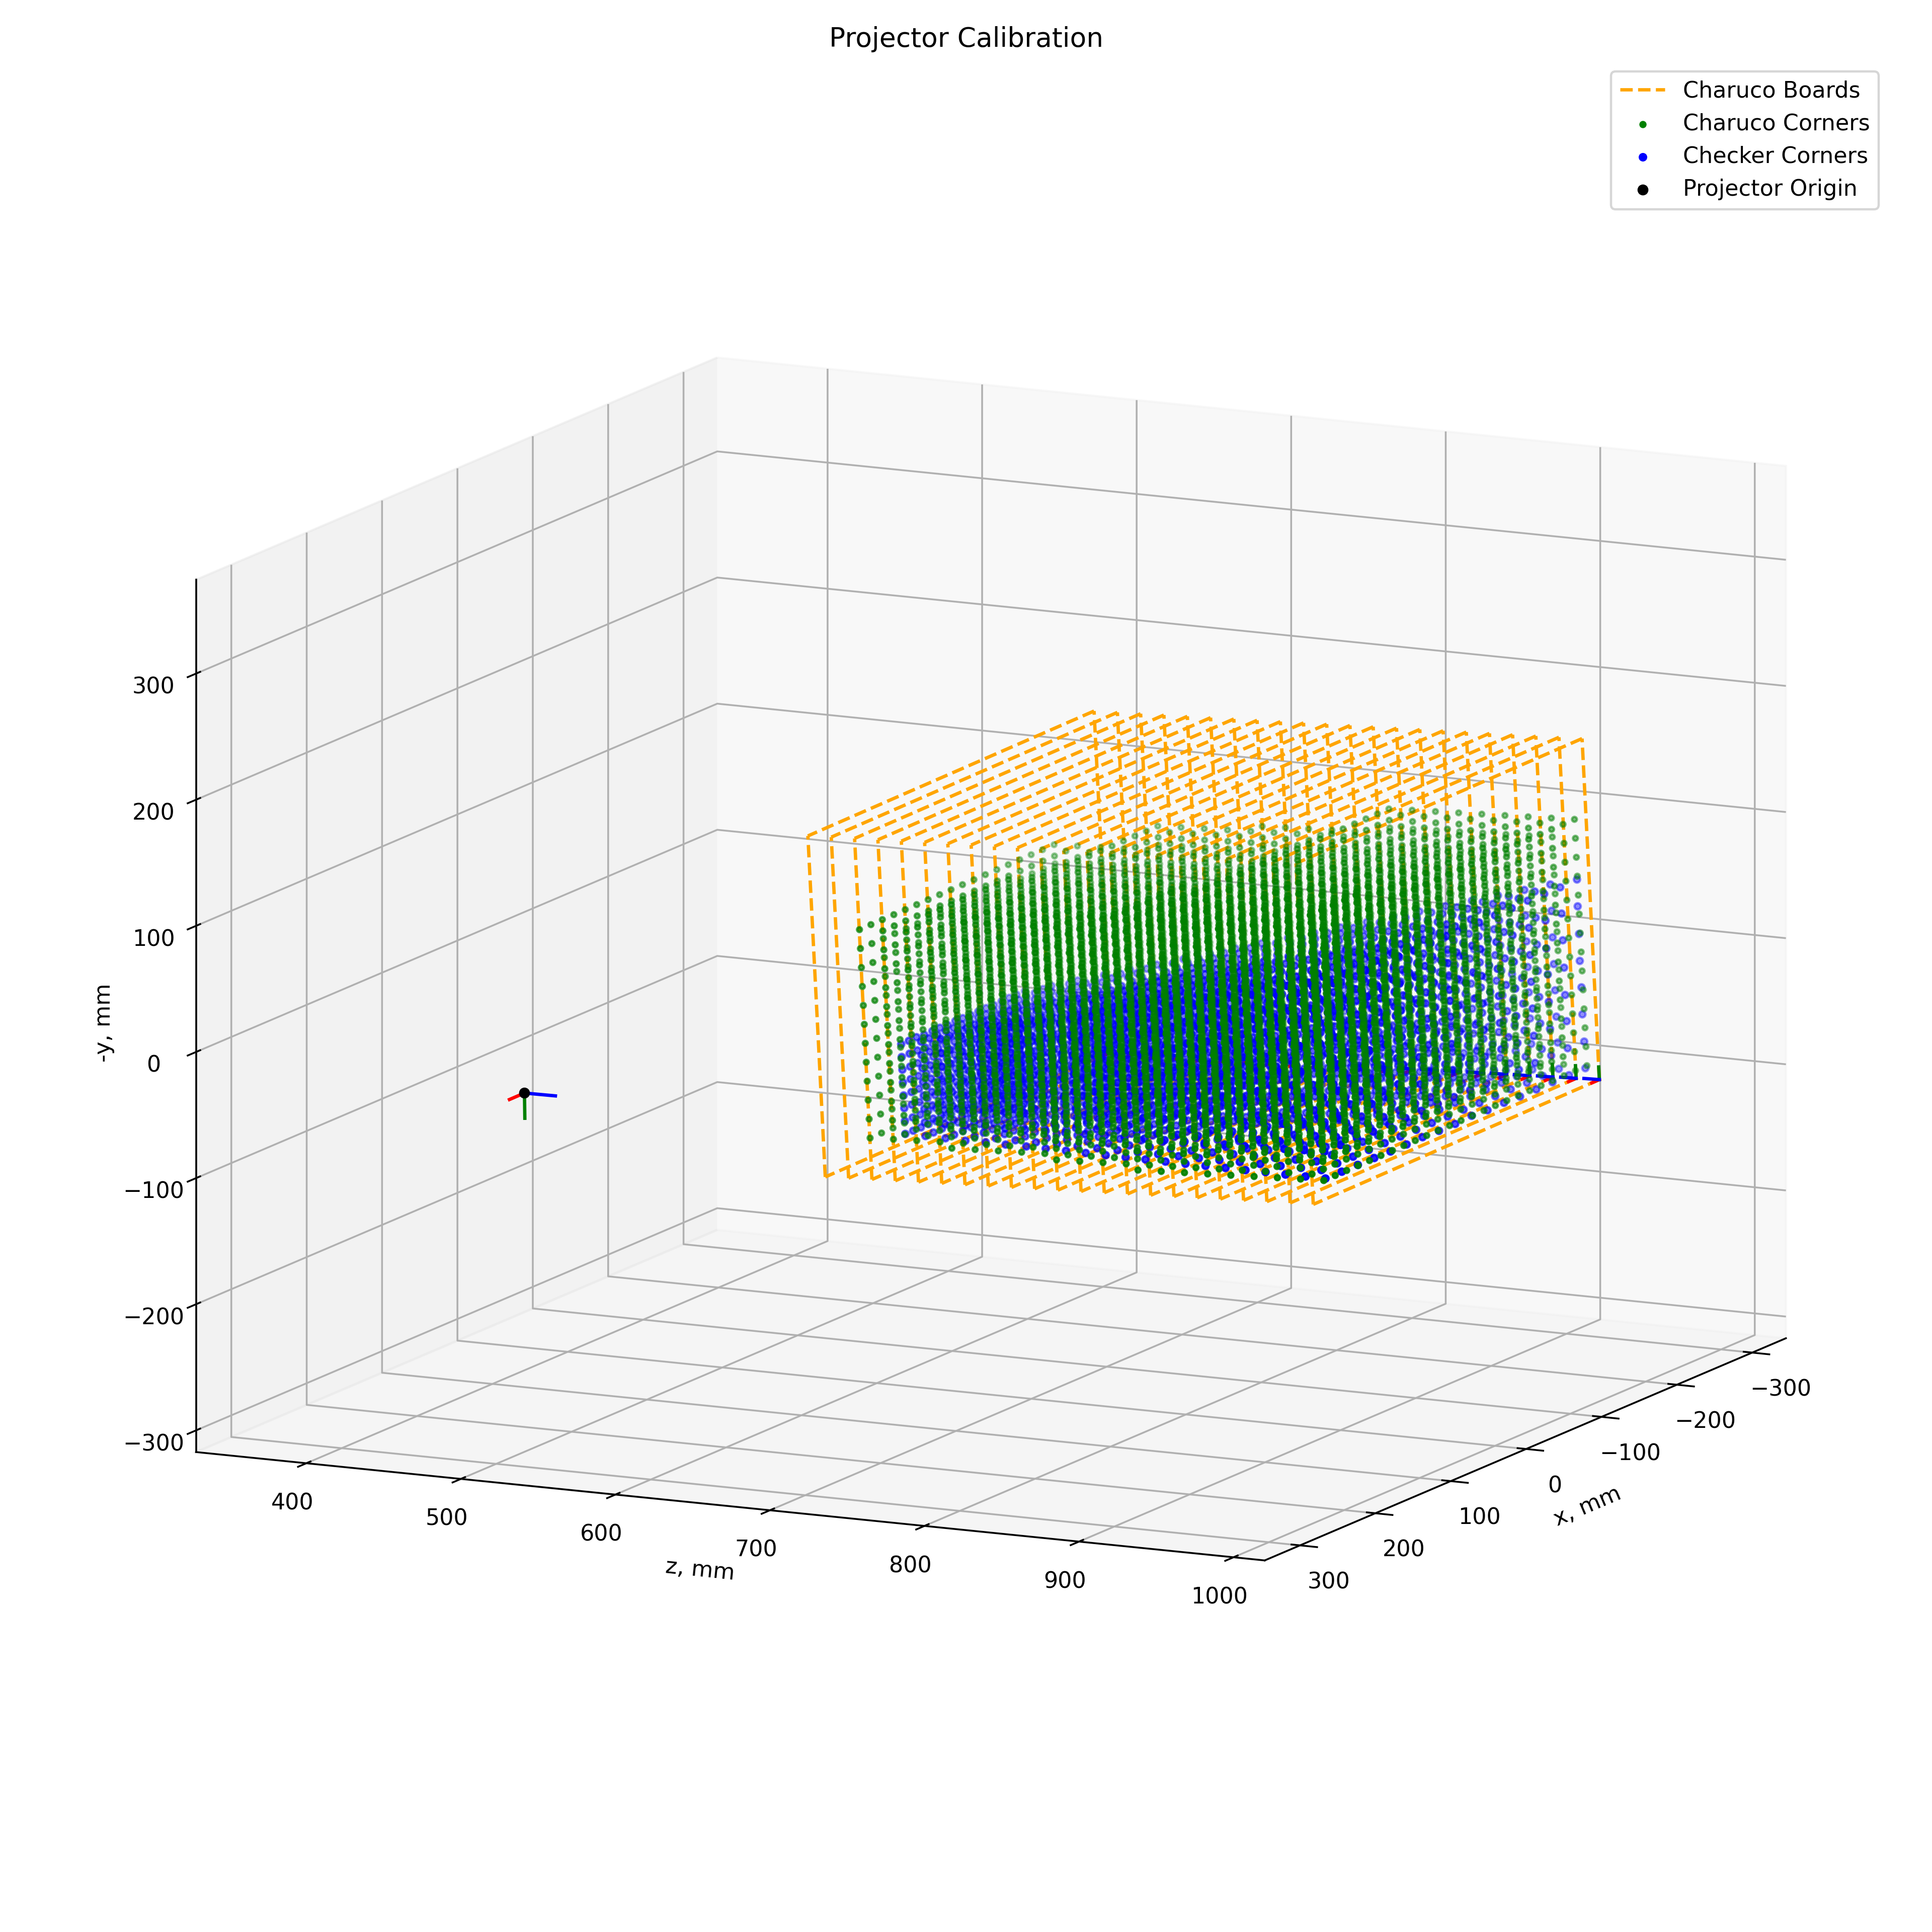 Projector Calibration
Charuco Boards
Charuco Corners
Checker Corners
Projector Origin
300
200
100
0
−100
−200
−300
-y, mm
400
500
600
700
800
900
1000
z, mm
−300
−200
−100
0
100
200
300
x, mm